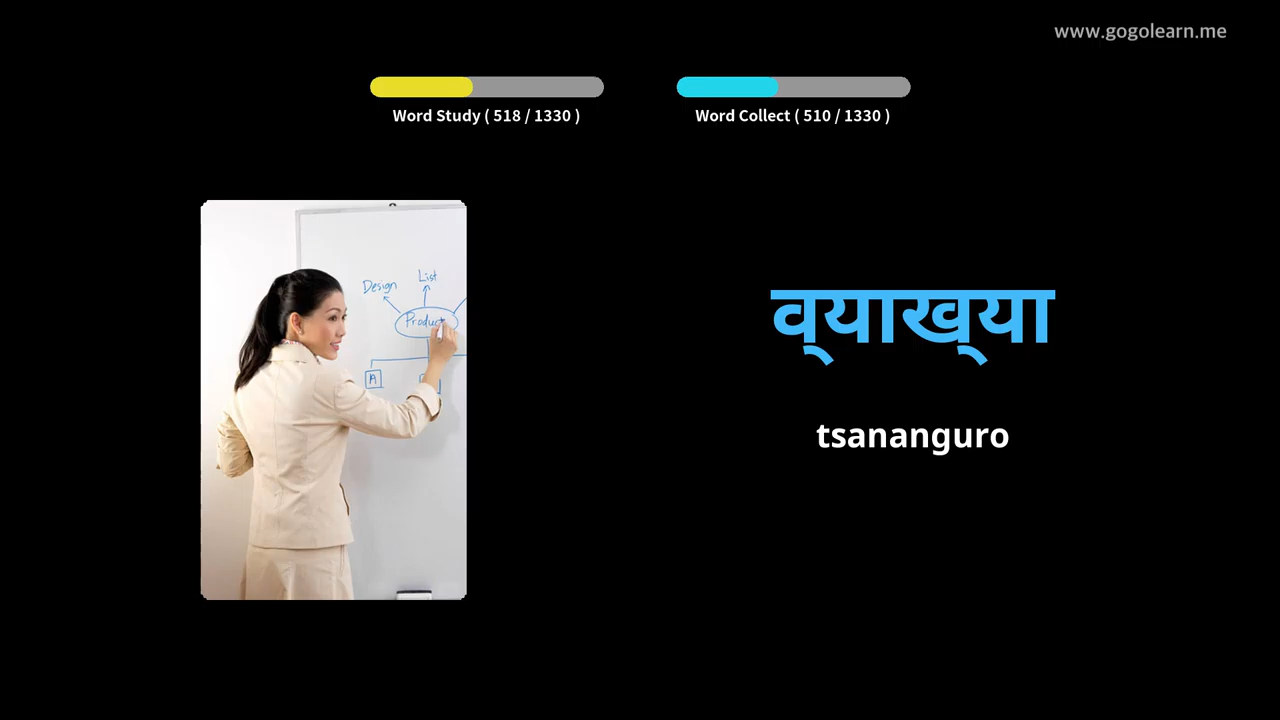 www.gogolearn.me
Word Study ( 518 / 1330 )
Word Collect ( 510 / 1330 )
Design
List
Product
A
व्याख्या
tsananguro